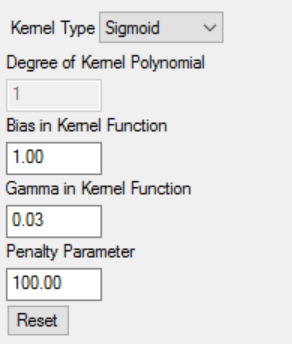 Kernel Type Sigmoid
Degree of Kernel Polynomial
1
Bias in Kernel Function
1.00
Gamma in Kernel Function
0.03
Penalty Parameter
100.00
Reset